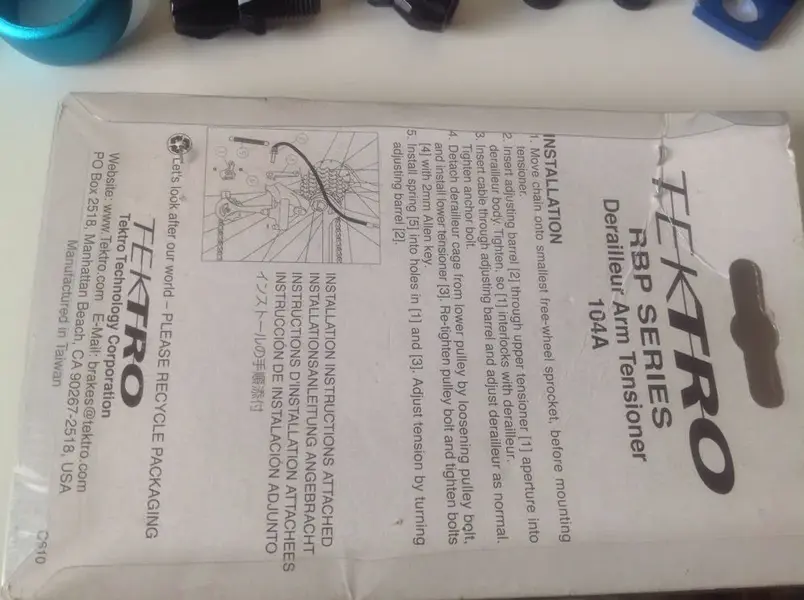 TEKTRO
RBP SERIES
Derailleur Arm Tensioner
104A
INSTALLATION
1. Move chain onto smallest free-wheel sprocket, before mounting
tensioner.
2. Insert adjusting barrel [2] through upper tensioner [1] aperture into
derailleur body. Tighten, so [1] interlocks with derailleur.
3. Insert cable through adjusting barrel and adjust derailleur as normal.
Tighten anchor bolt.
4. Detach derailleur cage from lower pulley by loosening pulley bolt,
and install lower tensioner [3]. Re-tighten pulley bolt and tighten bolts
[4] with 2mm Allen key.
5. Install spring [5] into holes in [1] and [3]. Adjust tension by turning
adjusting barrel [2].
INSTALLATION INSTRUCTIONS ATTACHED
INSTALLATIONSANLEITUNG ANGEBRACHT
INSTRUCTIONS D'INSTALLATION ATTACHEES
INSTRUCCIÓN DE INSTALACIÓN ADJUNTO
インストールの手順添付
Let's look after our world - PLEASE RECYCLE PACKAGING
TEKTRO
Tektro Technology Corporation
Website: www.Tektro.com E-Mail: brakes@tektro.com
PO Box 2518, Manhattan Beach, CA 90267-2518, USA
Manufactured in Taiwan
C910